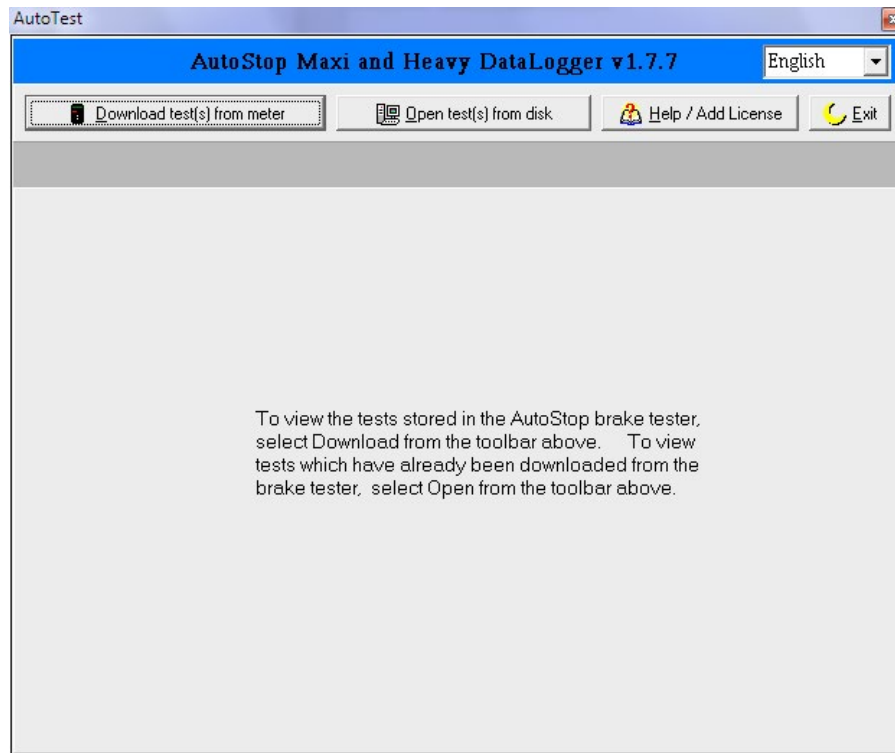 AutoTest
AutoStop Maxi and Heavy DataLogger v1.7.7
English
Download test(s) from meter
Open test(s) from disk
Help / Add License
Exit
To view the tests stored in the AutoStop brake tester,
select Download from the toolbar above. To view
tests which have already been downloaded from the
brake tester, select Open from the toolbar above.